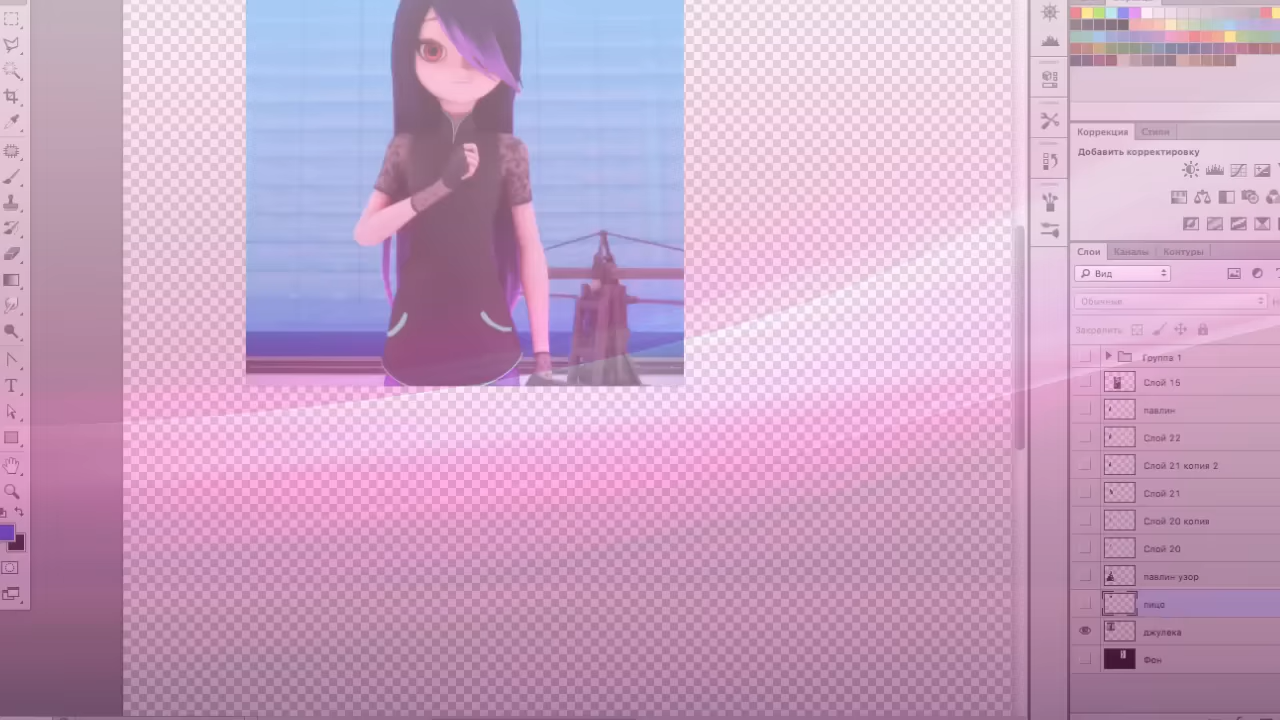 Коррекция Стили
Добавить корректировку
Слои Каналы Контуры
Вид
Обычные
Закрепить:
Группа 1
Слой 15
павлин
Слой 22
Слой 21 копия 2
Слой 21
Слой 20 копия
Слой 20
павлин узор
лицо
джулека
Фон